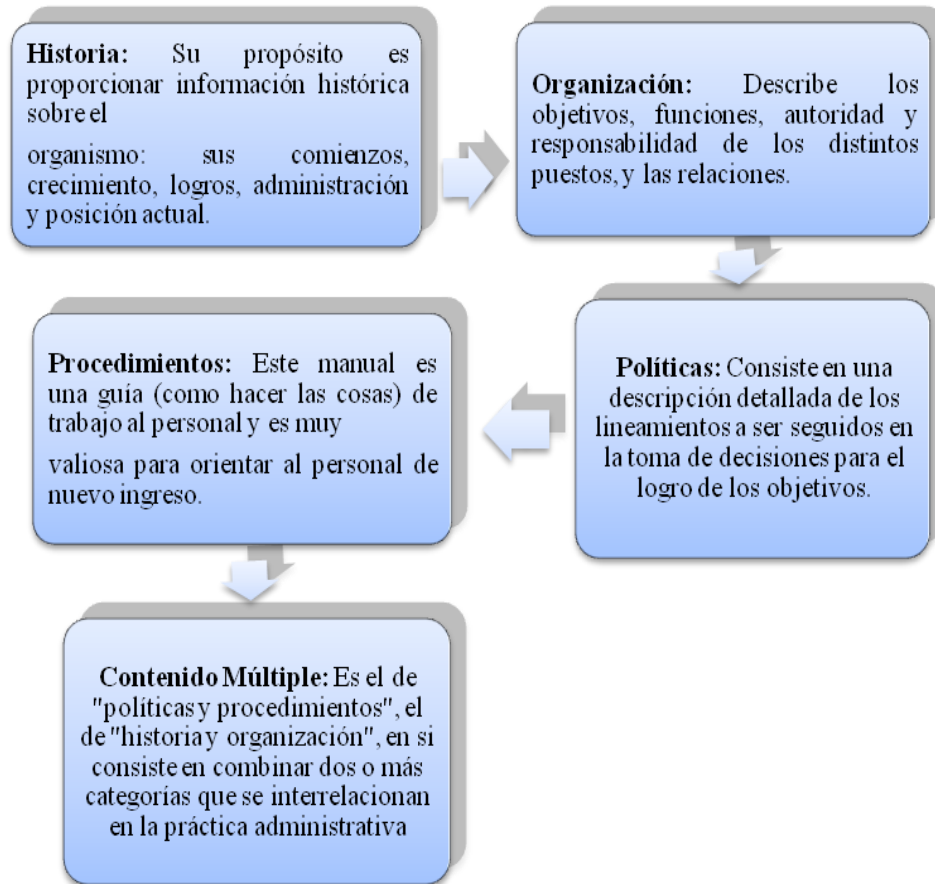 Historia: Su propósito es
proporcionar información histórica
sobre el
organismo: sus comienzos,
crecimiento, logros, administración
y posición actual.
Organización: Describe los
objetivos, funciones, autoridad y
responsabilidad de los distintos
puestos, y las relaciones.
Políticas: Consiste en una
descripción detallada de los
lineamientos a ser seguidos en
la toma de decisiones para el
logro de los objetivos.
Procedimientos: Este manual es
una guía (como hacer las cosas) de
trabajo al personal y es muy
valiosa para orientar al personal de
nuevo ingreso.
Contenido Múltiple: Es el de
"políticas y procedimientos", el
de "historia y organización", en si
consiste en combinar dos o más
categorías que se interrelacionan
en la práctica administrativa